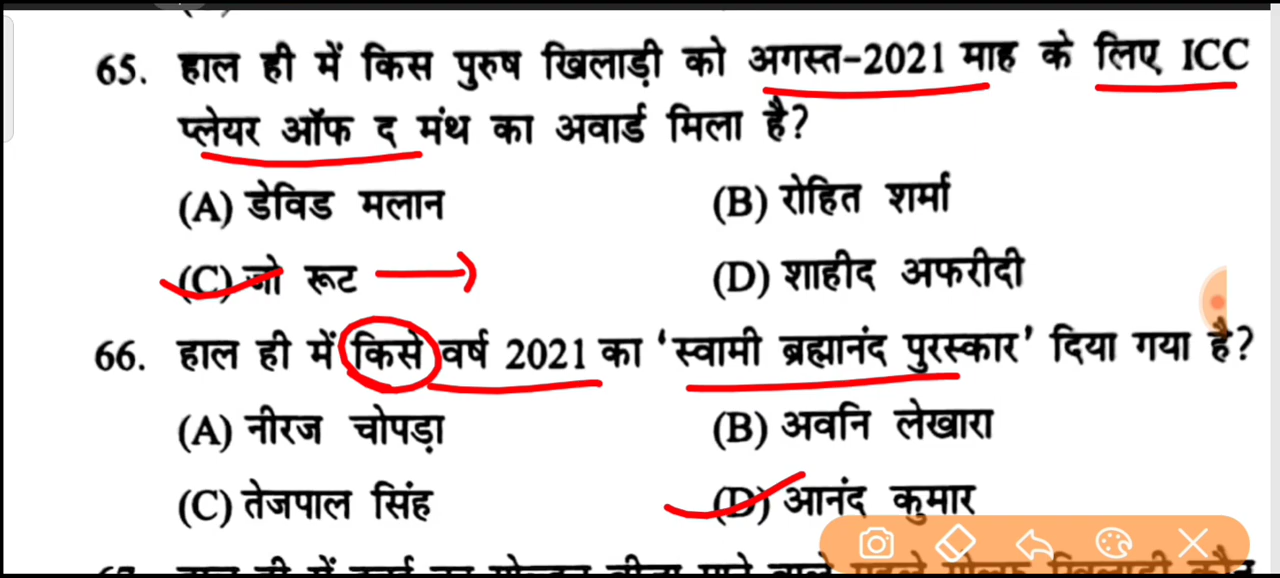 65. हाल ही में किस पुरुष खिलाड़ी को अगस्त-2021 माह के लिए ICC
प्लेयर ऑफ द मंथ का अवार्ड मिला है?
(A) डेविड मलान (B) रोहित शर्मा
(C) जो रूट (D) शाहीद अफरीदी
66. हाल ही में किसे वर्ष 2021 का 'स्वामी ब्रह्मानंद पुरस्कार' दिया गया है?
(A) नीरज चोपड़ा (B) अवनि लेखारा
(C) तेजपाल सिंह (D) आनंद कुमार